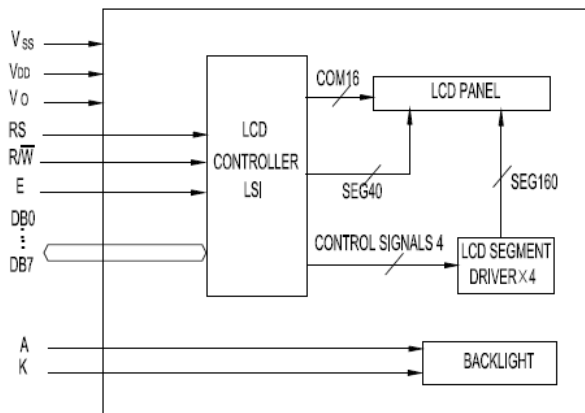 VSS
VDD
VO
RS
R/W̅
E
DB0
DB7
A
K
LCD
CONTROLLER
LSI
COM16
LCD PANEL
SEG40
SEG160
CONTROL SIGNALS 4
LCD SEGMENT
DRIVER×4
BACKLIGHT